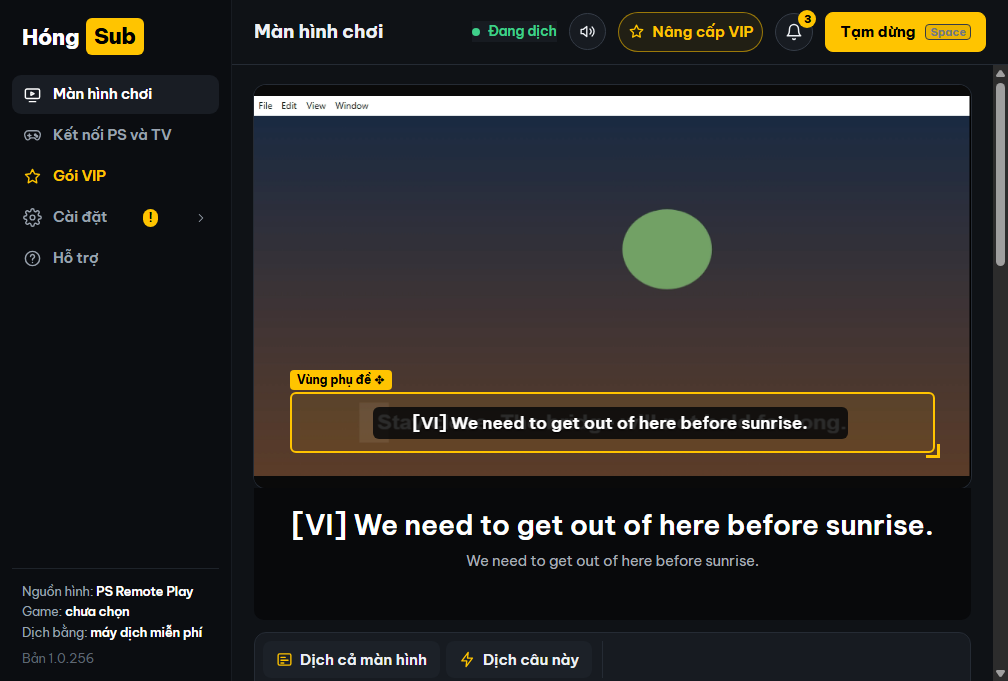 Hóng Sub
Màn hình chơi
Kết nối PS và TV
Gói VIP
Cài đặt !
Hỗ trợ
Nguồn hình: PS Remote Play
Game: chưa chọn
Dịch bằng: máy dịch miễn phí
Bản 1.0.256
Màn hình chơi
Đang dịch
Nâng cấp VIP
3
Tạm dừng Space
File Edit View Window
Vùng phụ đề
[VI] We need to get out of here before sunrise.
[VI] We need to get out of here before sunrise.
We need to get out of here before sunrise.
Dịch cả màn hình
Dịch câu này